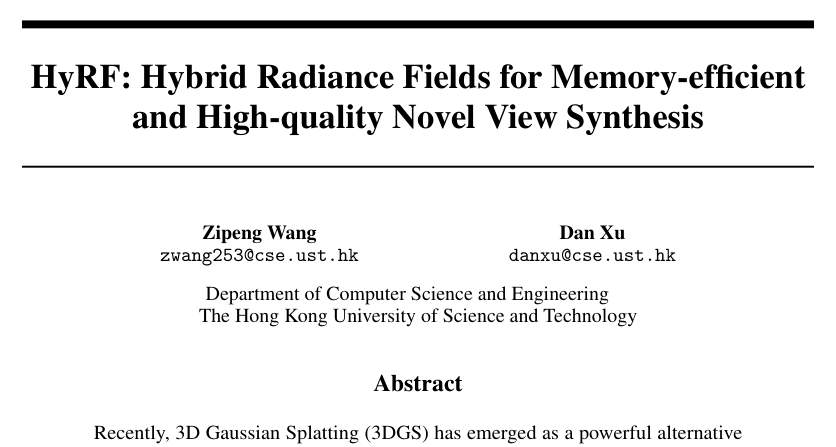 HyRF: Hybrid Radiance Fields for Memory-efficient
and High-quality Novel View Synthesis
Zipeng Wang
Dan Xu
zwang253@cse.ust.hk
danxu@cse.ust.hk
Department of Computer Science and Engineering
The Hong Kong University of Science and Technology
Abstract
Recently, 3D Gaussian Splatting (3DGS) has emerged as a powerful alternative